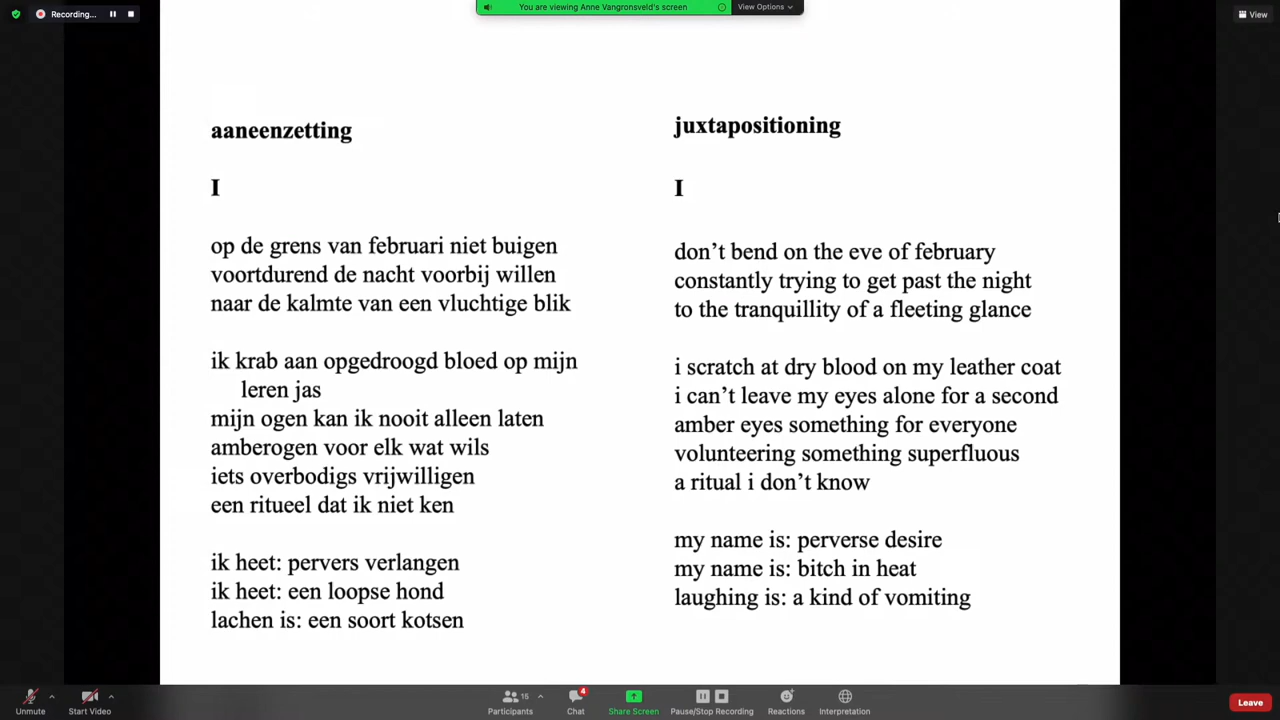 Recording...
You are viewing Anne Vangronsveld's screen
View Options
View
aaneenzetting
I
op de grens van februari niet buigen
voortdurend de nacht voorbij willen
naar de kalmte van een vluchtige blik
ik krab aan opgedroogd bloed op mijn
leren jas
mijn ogen kan ik nooit alleen laten
amberogen voor elk wat wils
iets overbodigs vrijwilligen
een ritueel dat ik niet ken
ik heet: pervers verlangen
ik heet: een loopse hond
lachen is: een soort kotsen
juxtapositioning
I
don't bend on the eve of february
constantly trying to get past the night
to the tranquillity of a fleeting glance
i scratch at dry blood on my leather coat
i can't leave my eyes alone for a second
amber eyes something for everyone
volunteering something superfluous
a ritual i don't know
my name is: perverse desire
my name is: bitch in heat
laughing is: a kind of vomiting
Unmute
Start Video
15
Participants
4
Chat
Share Screen
Pause/Stop Recording
Reactions
Interpretation
Leave